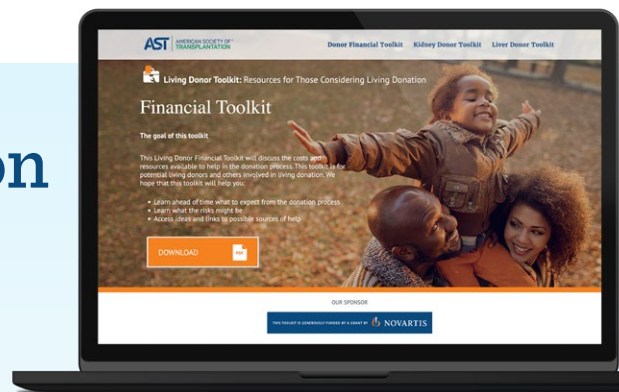 on
AST AMERICAN SOCIETY OF
TRANSPLANTATION
Donor Financial Toolkit Kidney Donor Toolkit Liver Donor Toolkit
Living Donor Toolkit: Resources for Those Considering Living Donation
Financial Toolkit
The goal of this toolkit
This Living Donor Financial Toolkit will discuss the costs and
resources available to help in the donation process. This toolkit is for
potential living donors and others involved in living donation. We
hope that this toolkit will help you:
• Learn ahead of time what to expect from the donation process
• Learn what the risks might be
• Access ideas and links to possible sources of help
DOWNLOAD PDF
OUR SPONSOR
THIS TOOLKIT IS GENEROUSLY FUNDED BY A GRANT BY NOVARTIS